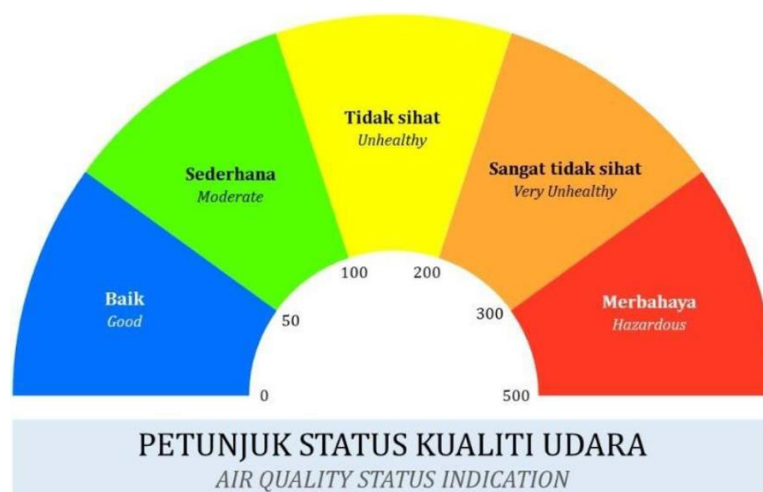 Tidak sihat
Unhealthy
Sederhana
Moderate
Sangat tidak sihat
Very Unhealthy
Baik
Good
Merbahaya
Hazardous
0
50
100
200
300
500
PETUNJUK STATUS KUALITI UDARA
AIR QUALITY STATUS INDICATION